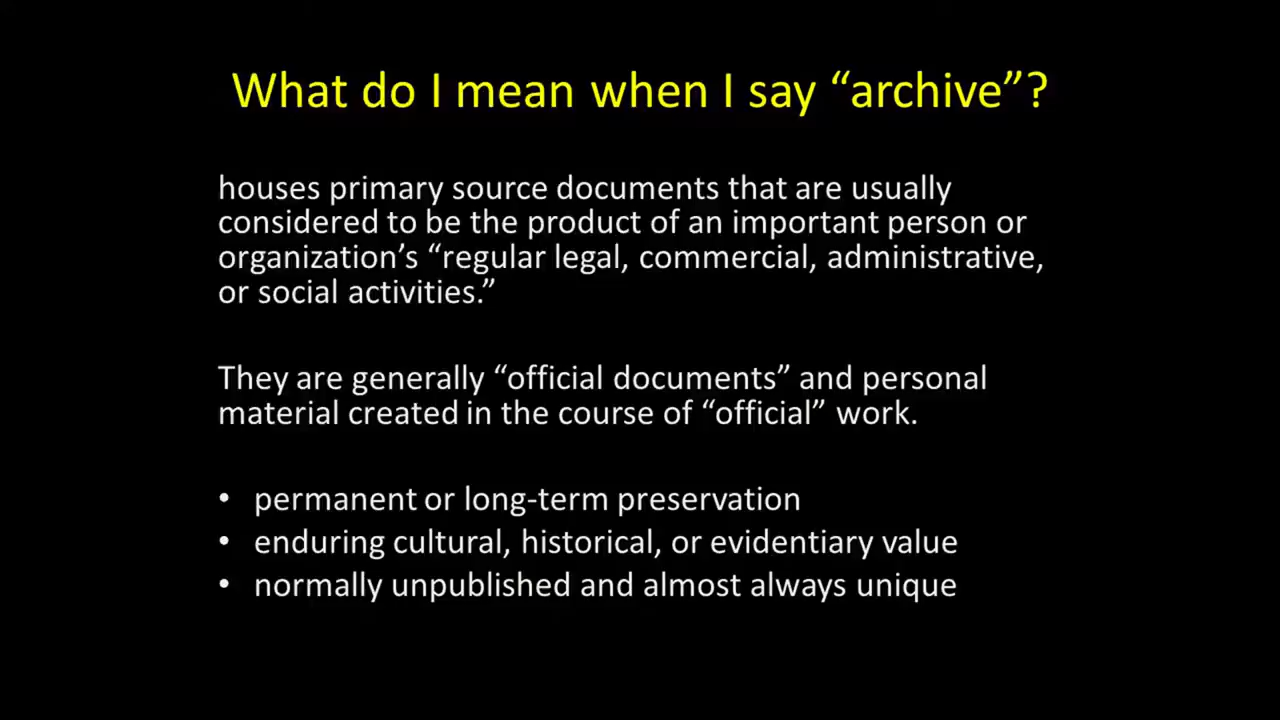 What do I mean when I say “archive”?
houses primary source documents that are usually
considered to be the product of an important person or
organization’s “regular legal, commercial, administrative,
or social activities.”
They are generally “official documents” and personal
material created in the course of “official” work.
• permanent or long-term preservation
• enduring cultural, historical, or evidentiary value
• normally unpublished and almost always unique